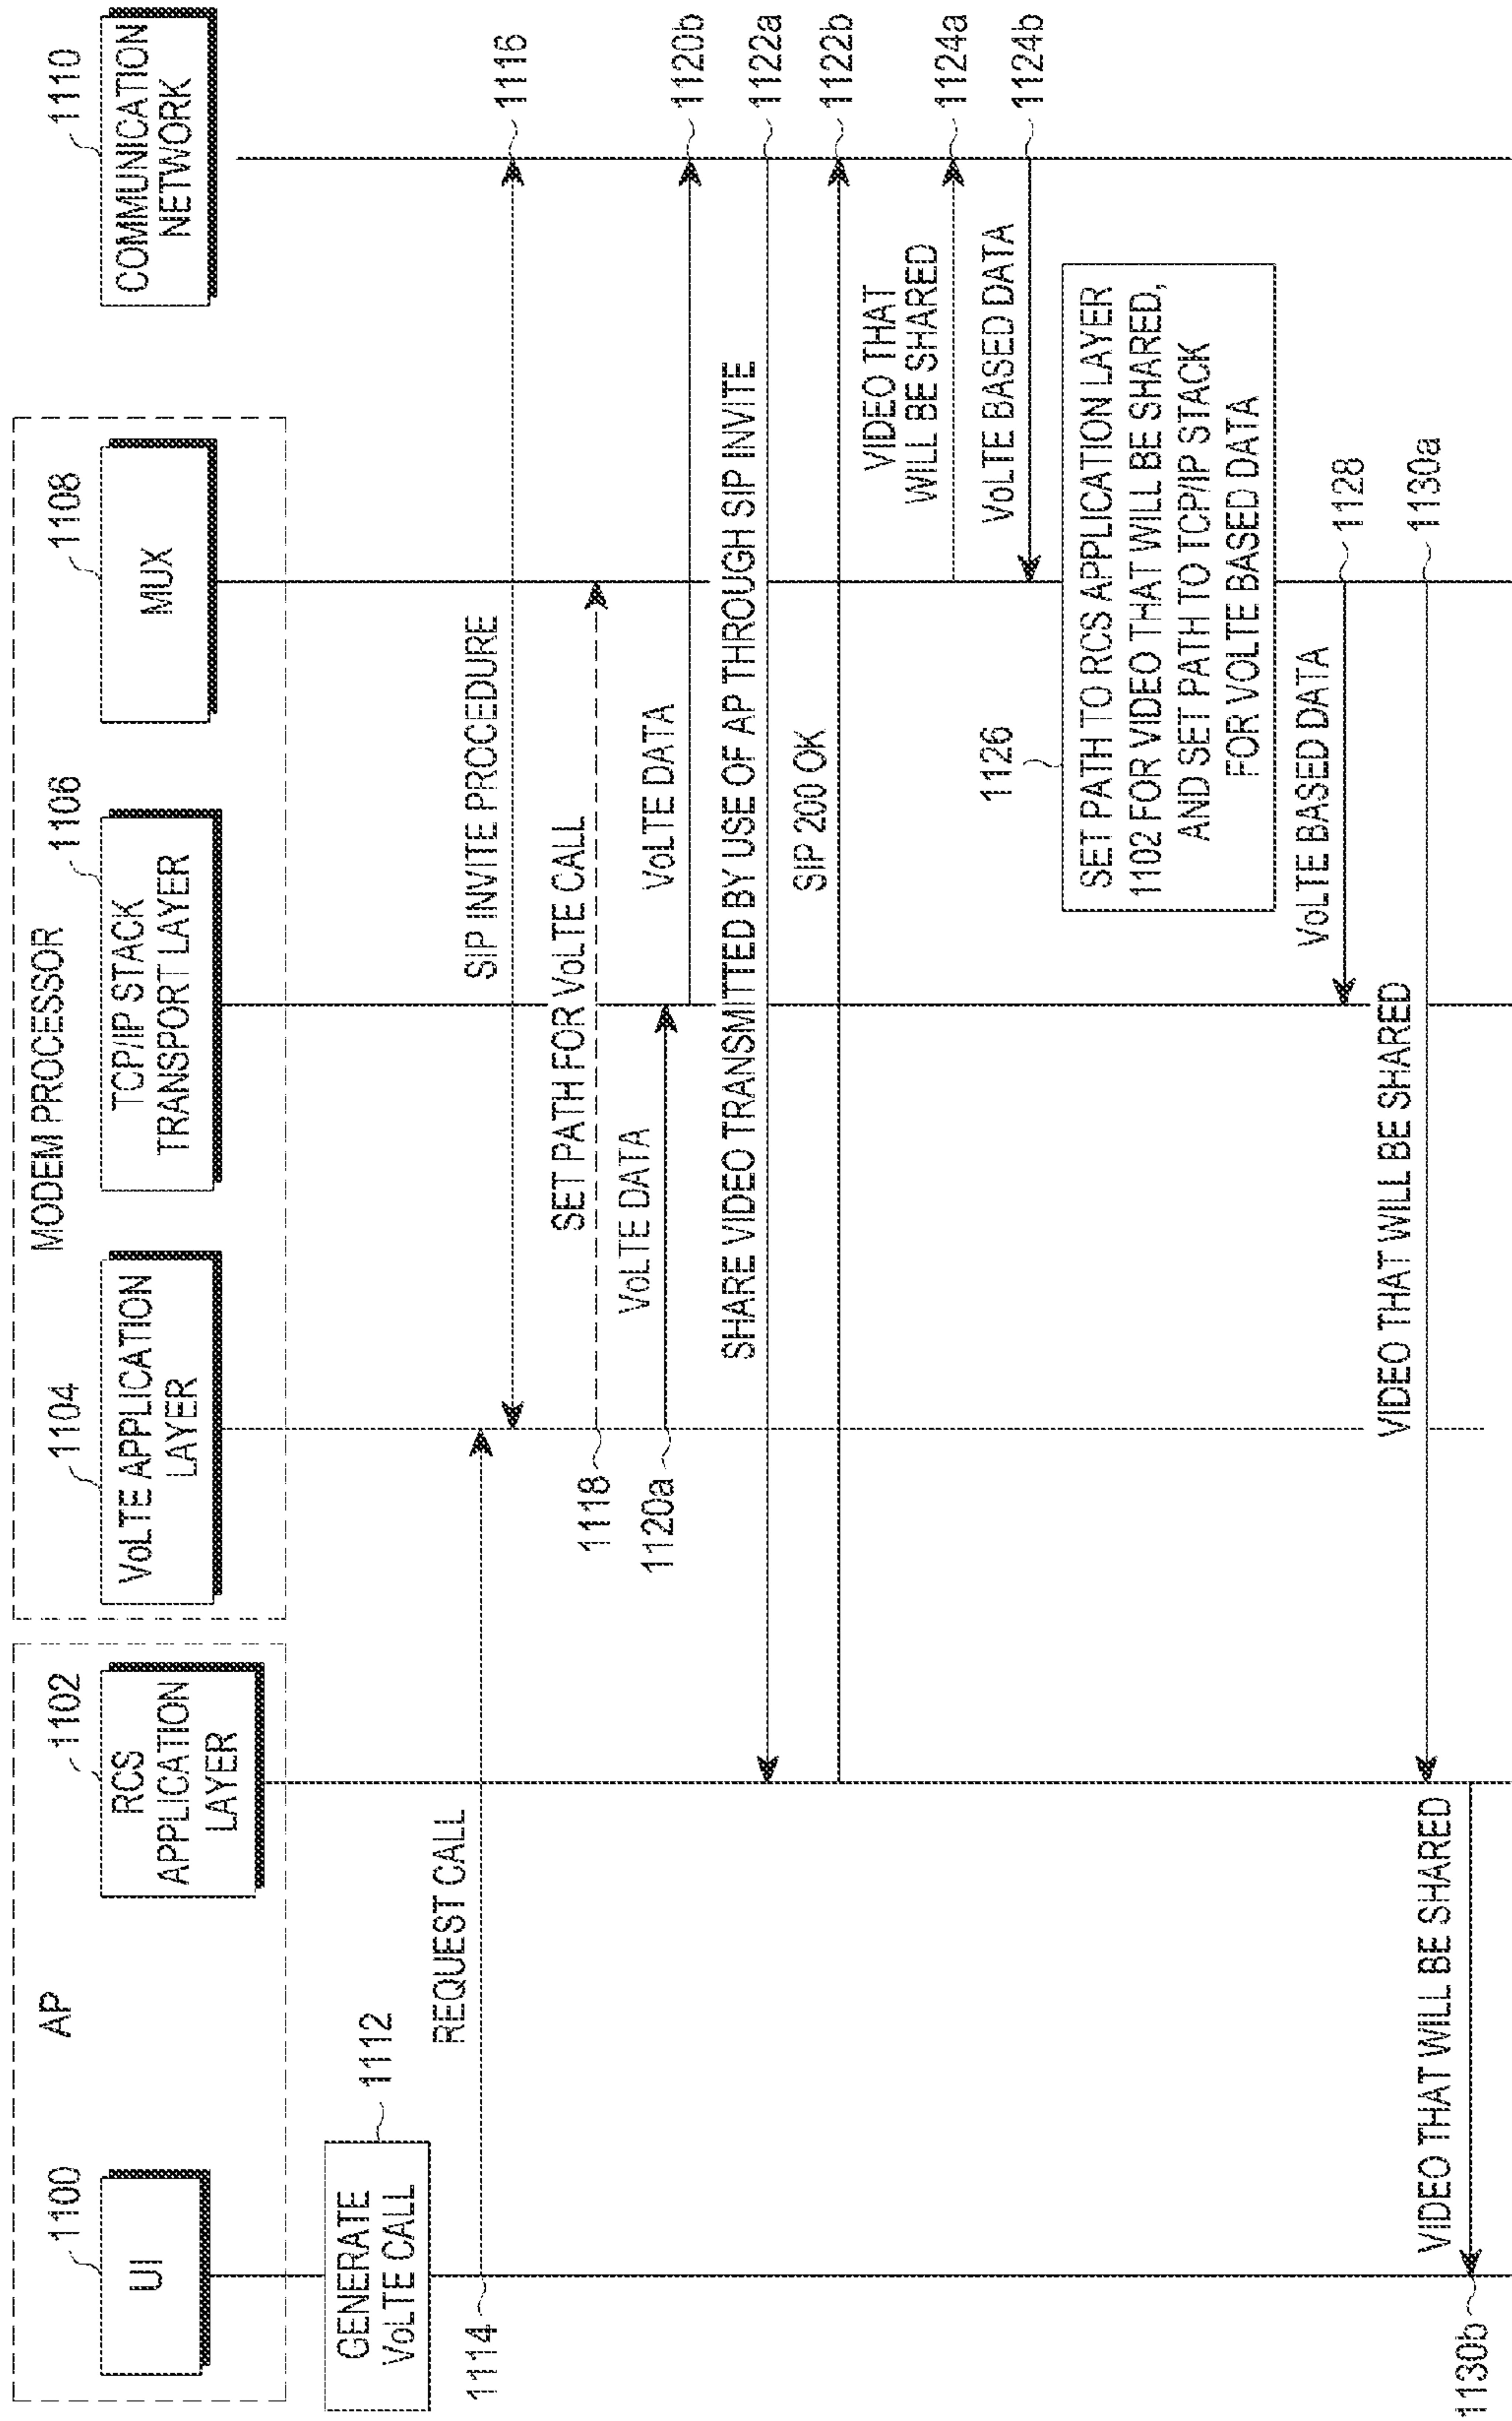 AP
MODEM PROCESSOR
1100
UI
1102
RCS
APPLICATION
LAYER
1104
VoLTE APPLICATION
LAYER
1106
TCP/IP STACK
TRANSPORT LAYER
1108
MUX
1110
COMMUNICATION
NETWORK
GENERATE
VoLTE CALL
1112
1114
REQUEST CALL
SIP INVITE PROCEDURE
1116
1118
SET PATH FOR VoLTE CALL
1120a
VoLTE DATA
VoLTE DATA
1120b
SHARE VIDEO TRANSMITTED BY USE OF AP THROUGH SIP INVITE
1122a
SIP 200 OK
1122b
VIDEO THAT
WILL BE SHARED
1124a
VoLTE BASED DATA
1124b
1126
SET PATH TO RCS APPLICATION LAYER
1102 FOR VIDEO THAT WILL BE SHARED,
AND SET PATH TO TCP/IP STACK
FOR VOLTE BASED DATA
VoLTE BASED DATA
1128
VIDEO THAT WILL BE SHARED
1130a
VIDEO THAT WILL BE SHARED
1130b